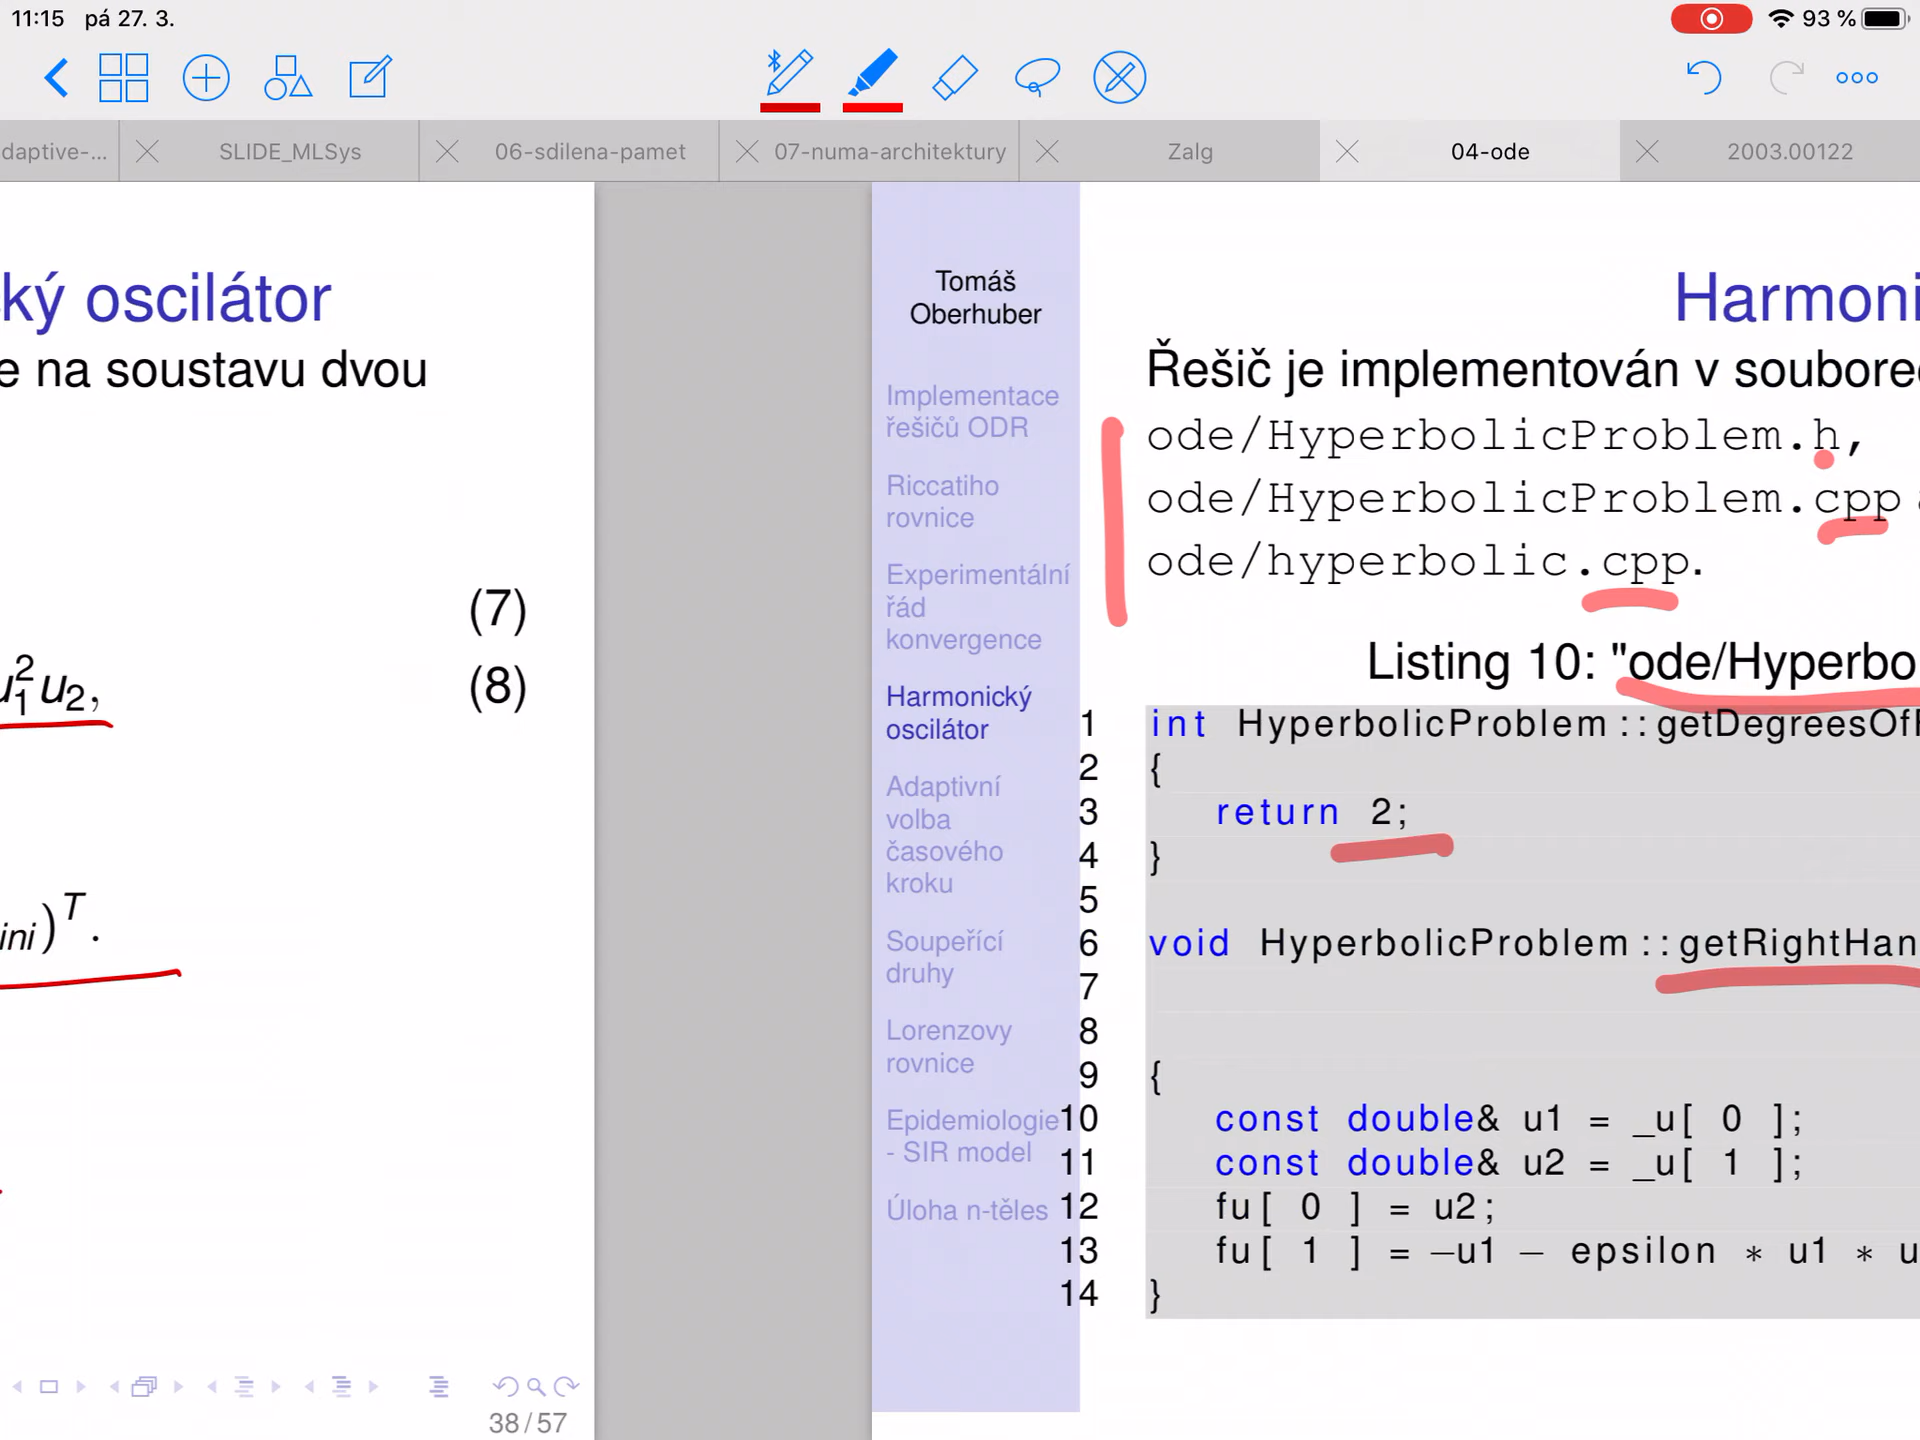 11:15 pá 27. 3.
93 %
daptive-...
SLIDE_MLSys
06-sdilena-pamet
07-numa-architektury
Zalg
04-ode
2003.00122
ký oscilátor
e na soustavu dvou
(7)
u₁²u₂,
(8)
ini)ᵀ.
38/57
Tomáš
Oberhuber
Implementace
řešičů ODR
Riccatiho
rovnice
Experimentální
řád
konvergence
Harmonický
oscilátor
Adaptivní
volba
časového
kroku
Soupeřící
druhy
Lorenzovy
rovnice
Epidemiologie
- SIR model
Úloha n-těles
Harmoni
Řešič je implementován v soubore
ode/HyperbolicProblem.h,
ode/HyperbolicProblem.cpp a
ode/hyperbolic.cpp.
Listing 10: "ode/Hyperbo
1 int HyperbolicProblem::getDegreesOf
2 {
3 return 2;
4 }
5
6 void HyperbolicProblem::getRightHan
7
8
9 {
10 const double& u1 = _u[ 0 ];
11 const double& u2 = _u[ 1 ];
12 fu[ 0 ] = u2;
13 fu[ 1 ] = −u1 − epsilon * u1 * u
14 }